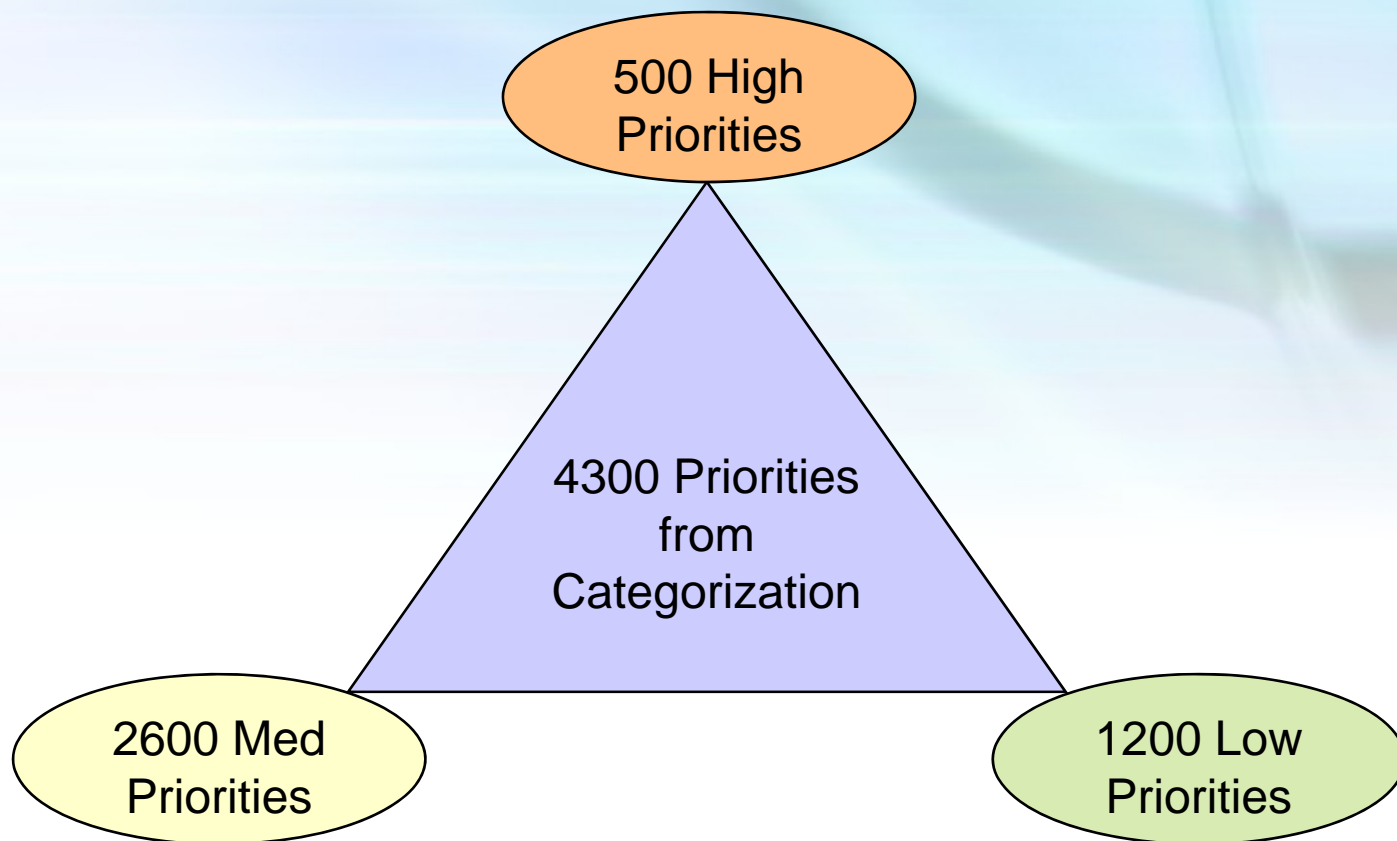 500 High
Priorities
4300 Priorities
from
Categorization
2600 Med
Priorities
1200 Low
Priorities